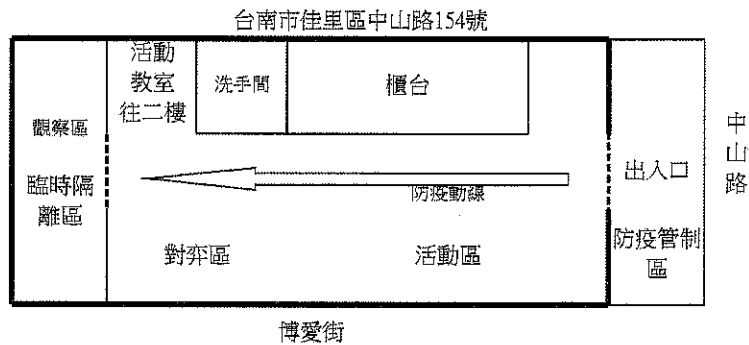 台南市佳里區中山路154號
活動
教室
往二樓
洗手間
櫃台
觀察區
臨時隔
離區
防疫動線
對弈區
活動區
出入口
防疫管制
區
中
山
路
博愛街